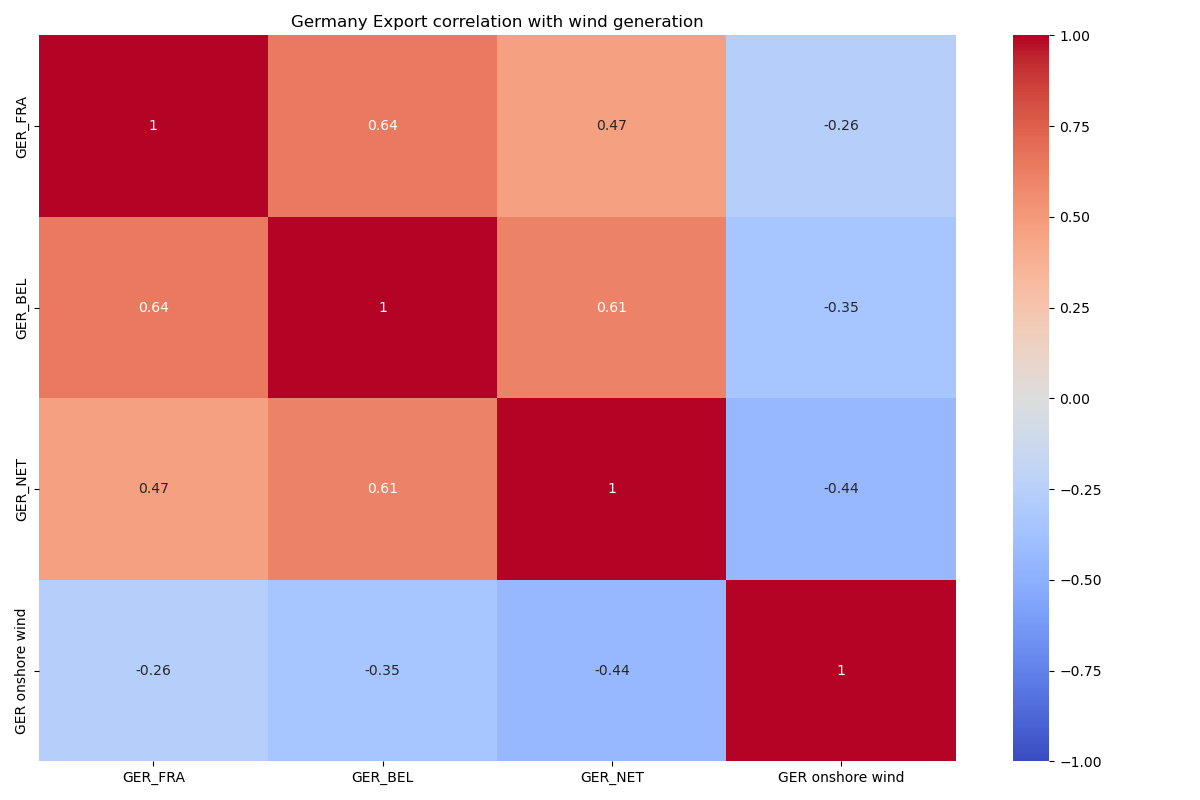 Germany Export correlation with wind generation
GER_FRA
1
0.64
0.47
-0.26
GER_BEL
0.64
1
0.61
-0.35
GER_NET
0.47
0.61
1
-0.44
GER onshore wind
-0.26
-0.35
-0.44
1
GER_FRA
GER_BEL
GER_NET
GER onshore wind
1.00
0.75
0.50
0.25
0.00
−0.25
−0.50
−0.75
−1.00